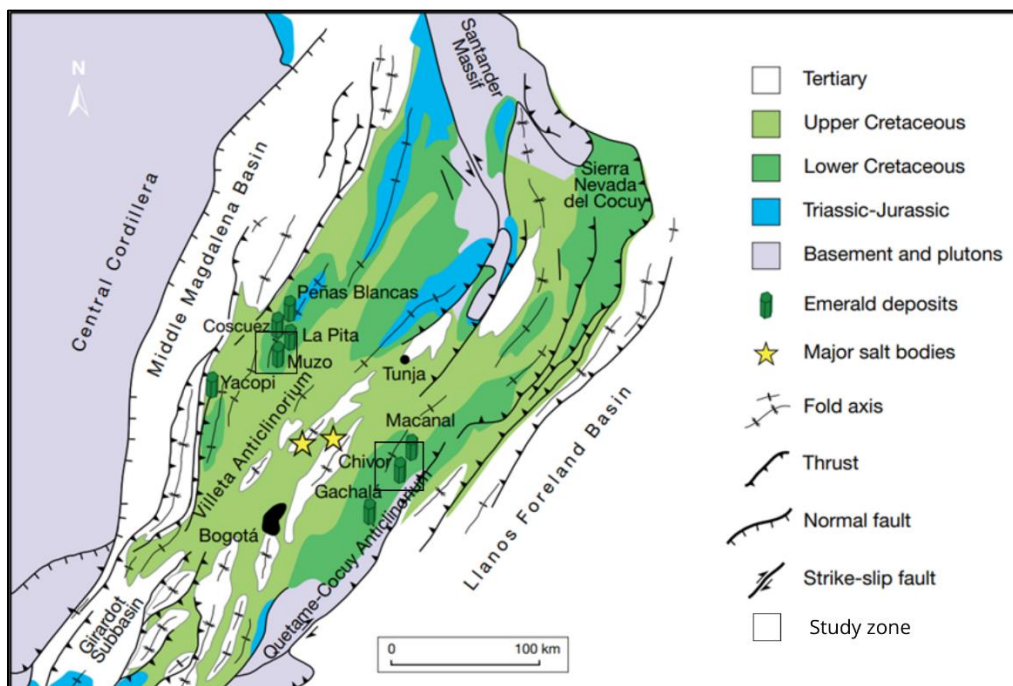 N
Central Cordillera
Middle Magdalena Basin
Santander
Massif
Sierra
Nevada
del Cocuy
Peñas Blancas
Coscuez
La Pita
Muzo
Yacopi
Tunja
Villeta Anticlinorium
Macanal
Chivor
Gachalá
Bogotá
Quetame-Cocuy Anticlinorium
Llanos Foreland Basin
Girardot
Subbasin
0
100 km
Tertiary
Upper Cretaceous
Lower Cretaceous
Triassic-Jurassic
Basement and plutons
Emerald deposits
Major salt bodies
Fold axis
Thrust
Normal fault
Strike-slip fault
Study zone